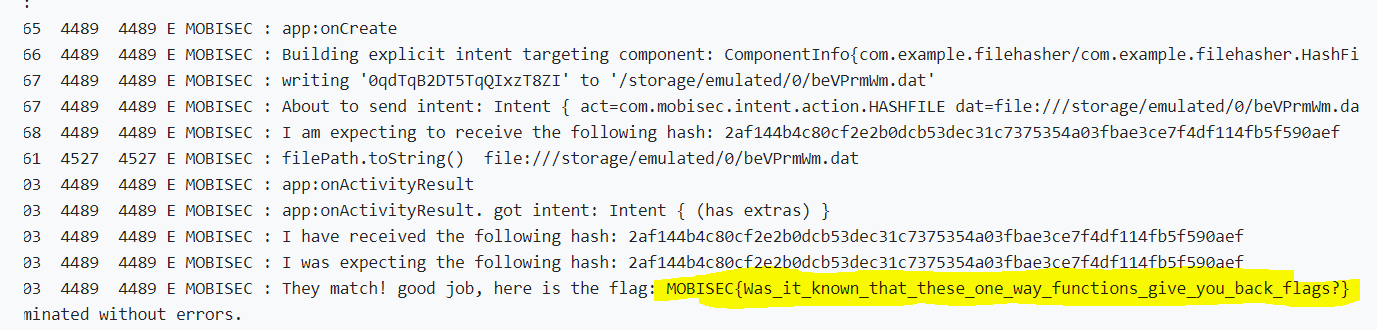 :
65 4489 4489 E MOBISEC : app:onCreate
66 4489 4489 E MOBISEC : Building explicit intent targeting component: ComponentInfo{com.example.filehasher/com.example.filehasher.HashFi
67 4489 4489 E MOBISEC : writing '0qdTqB2DT5TqQIxzT8ZI' to '/storage/emulated/0/beVPrmWm.dat'
67 4489 4489 E MOBISEC : About to send intent: Intent { act=com.mobisec.intent.action.HASHFILE dat=file:///storage/emulated/0/beVPrmWm.da
68 4489 4489 E MOBISEC : I am expecting to receive the following hash: 2af144b4c80cf2e2b0dcb53dec31c7375354a03fbae3ce7f4df114fb5f590aef
61 4527 4527 E MOBISEC : filePath.toString() file:///storage/emulated/0/beVPrmWm.dat
03 4489 4489 E MOBISEC : app:onActivityResult
03 4489 4489 E MOBISEC : app:onActivityResult. got intent: Intent { (has extras) }
03 4489 4489 E MOBISEC : I have received the following hash: 2af144b4c80cf2e2b0dcb53dec31c7375354a03fbae3ce7f4df114fb5f590aef
03 4489 4489 E MOBISEC : I was expecting the following hash: 2af144b4c80cf2e2b0dcb53dec31c7375354a03fbae3ce7f4df114fb5f590aef
03 4489 4489 E MOBISEC : They match! good job, here is the flag: MOBISEC{Was_it_known_that_these_one_way_functions_give_you_back_flags?}
minated without errors.